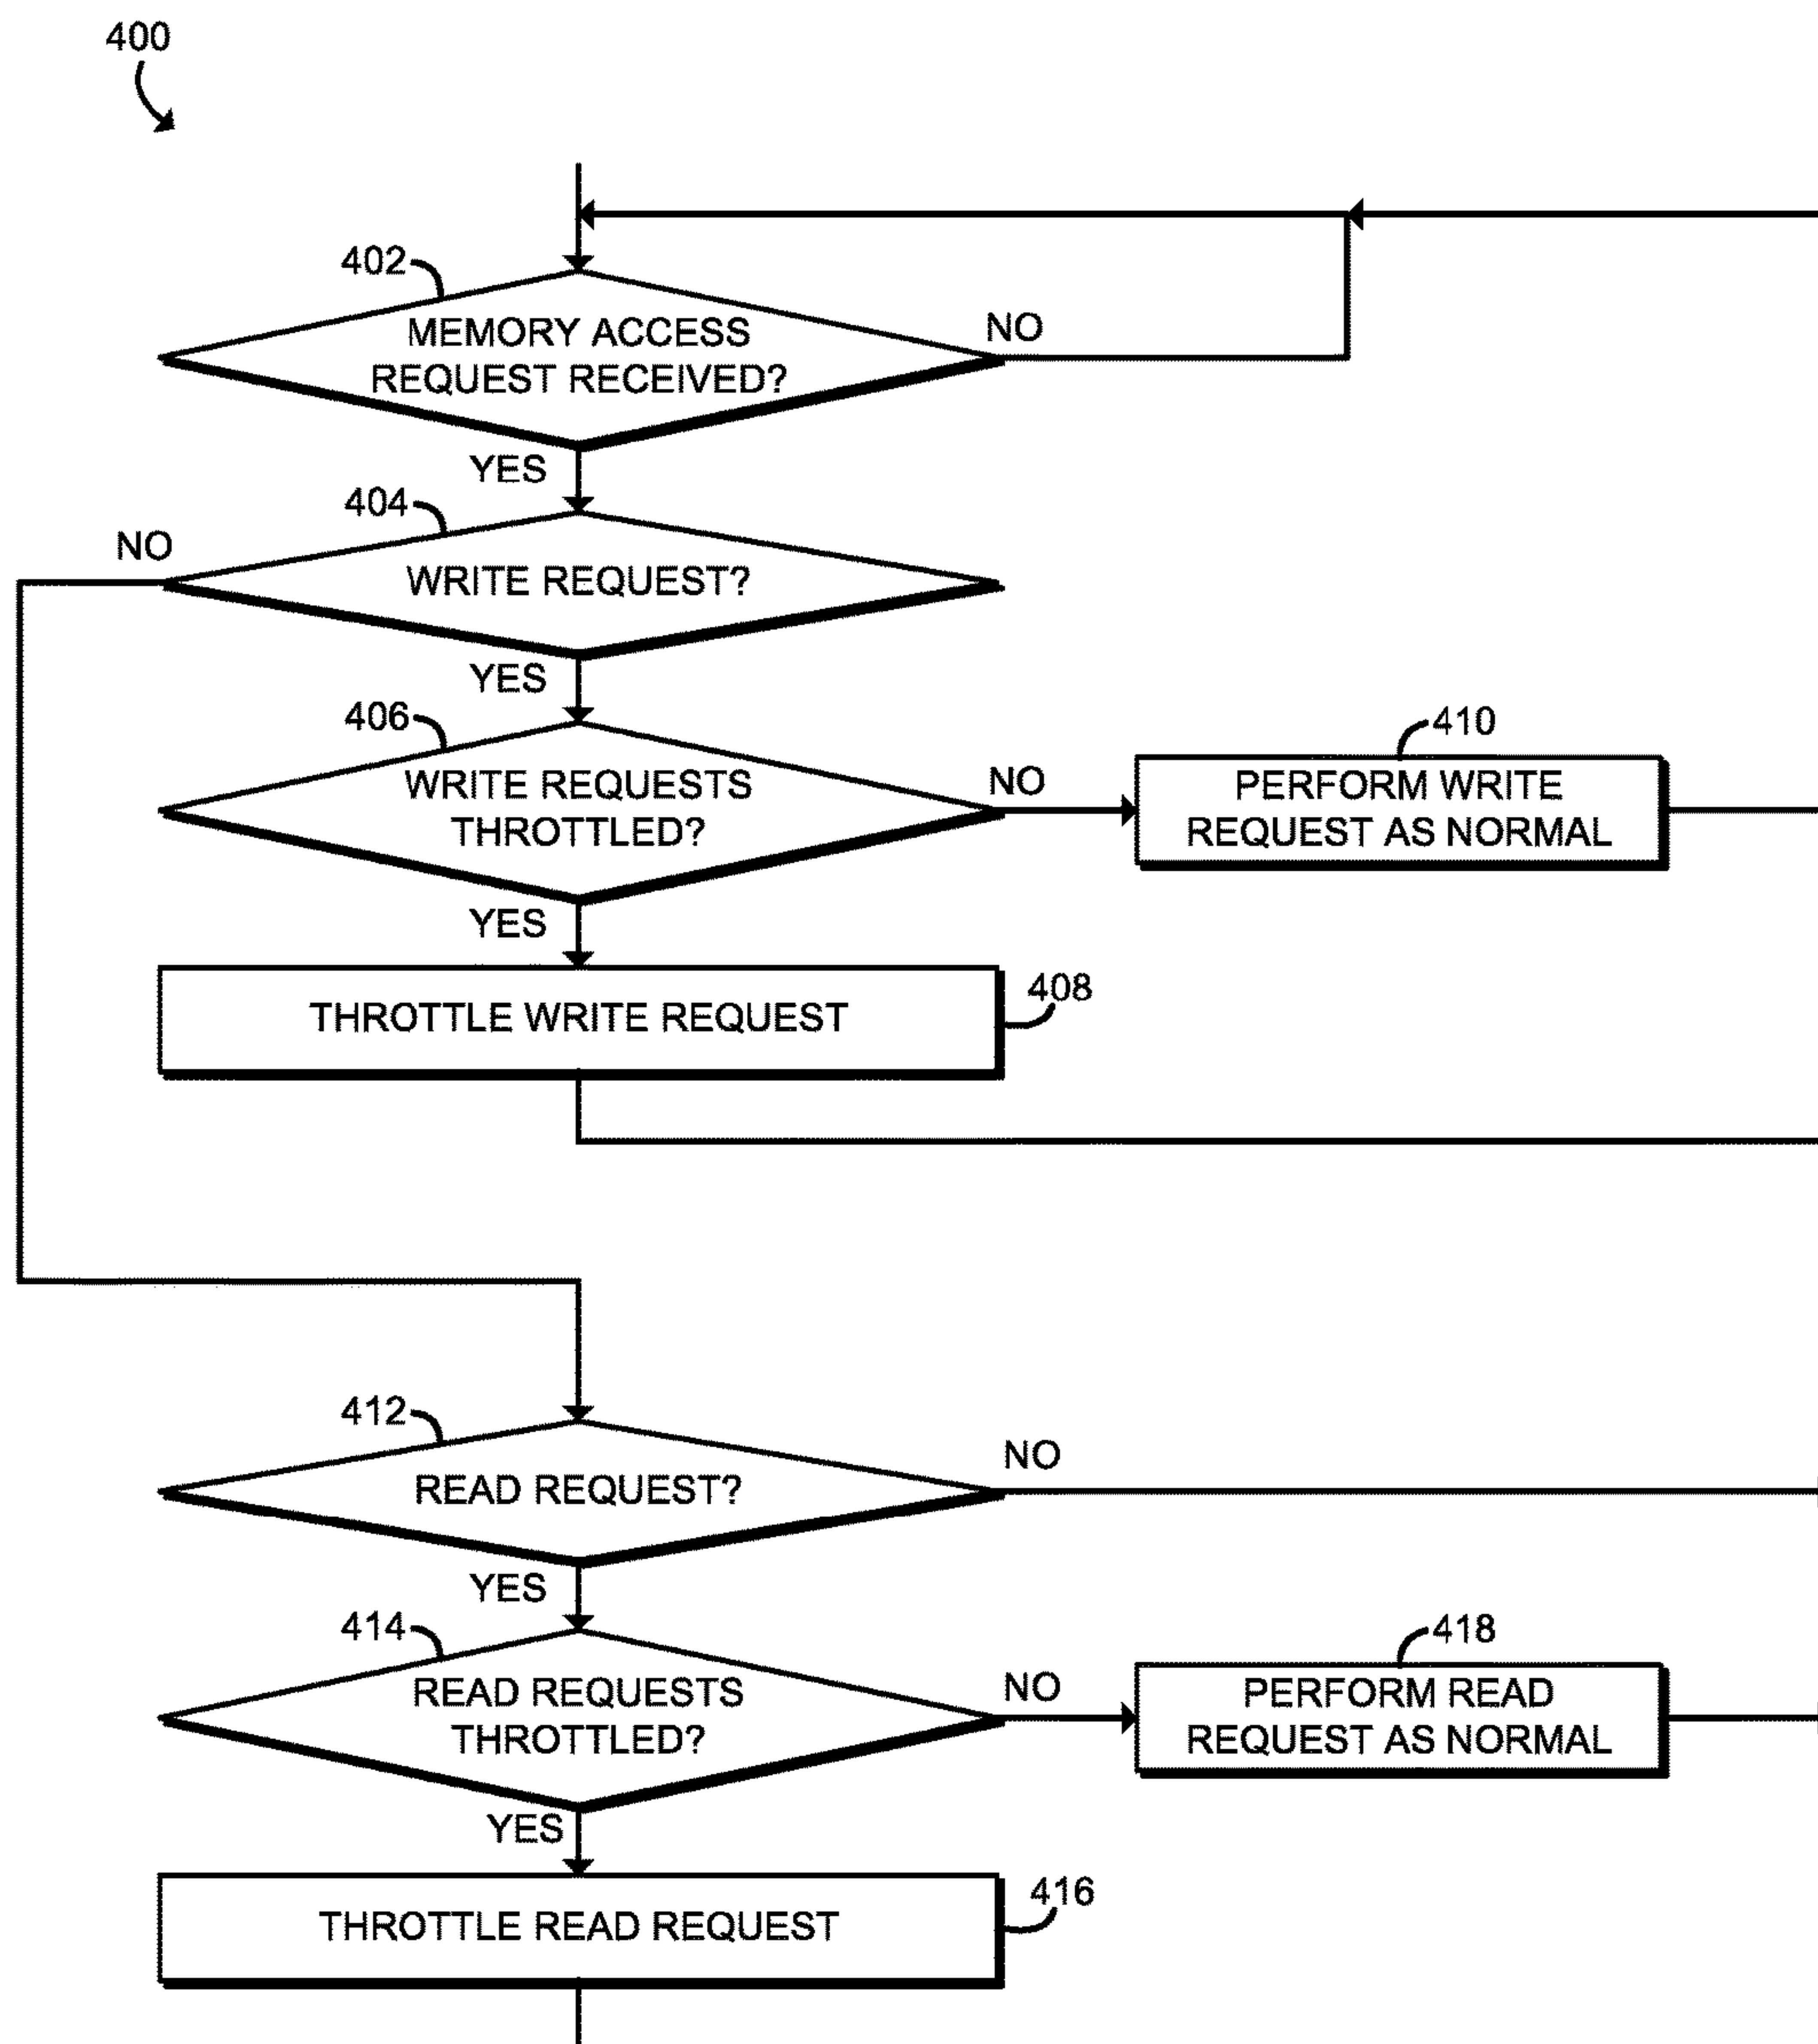 400
402
MEMORY ACCESS
REQUEST RECEIVED?
NO
YES
404
NO
WRITE REQUEST?
YES
406
WRITE REQUESTS
THROTTLED?
NO
410
PERFORM WRITE
REQUEST AS NORMAL
YES
THROTTLE WRITE REQUEST
408
412
READ REQUEST?
NO
YES
414
READ REQUESTS
THROTTLED?
NO
418
PERFORM READ
REQUEST AS NORMAL
YES
THROTTLE READ REQUEST
416